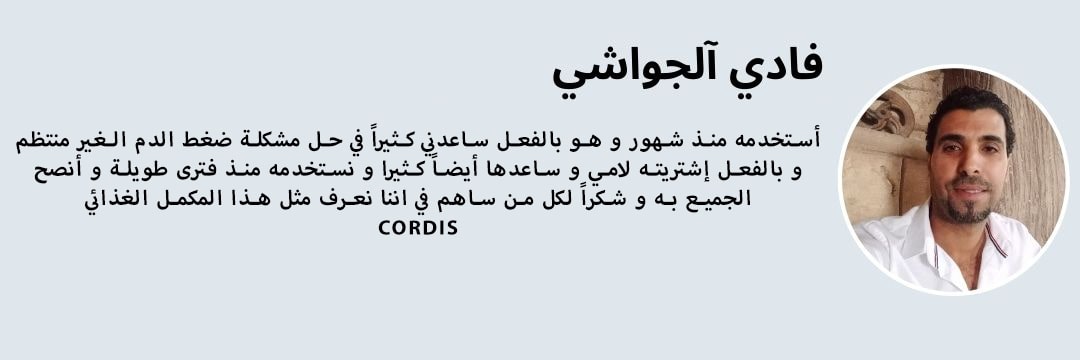 فادي آلجواشي
أستخدمه منذ شهور و هو بالفعل ساعدني كثيراً في حل مشكلة ضغط الدم الغير منتظم
و بالفعل إشتريته لامي و ساعدها أيضاً كثيرا و نستخدمه منذ فترى طويلة و أنصح
الجميع به و شكراً لكل من ساهم في اننا نعرف مثل هذا المكمل الغذائي
CORDIS